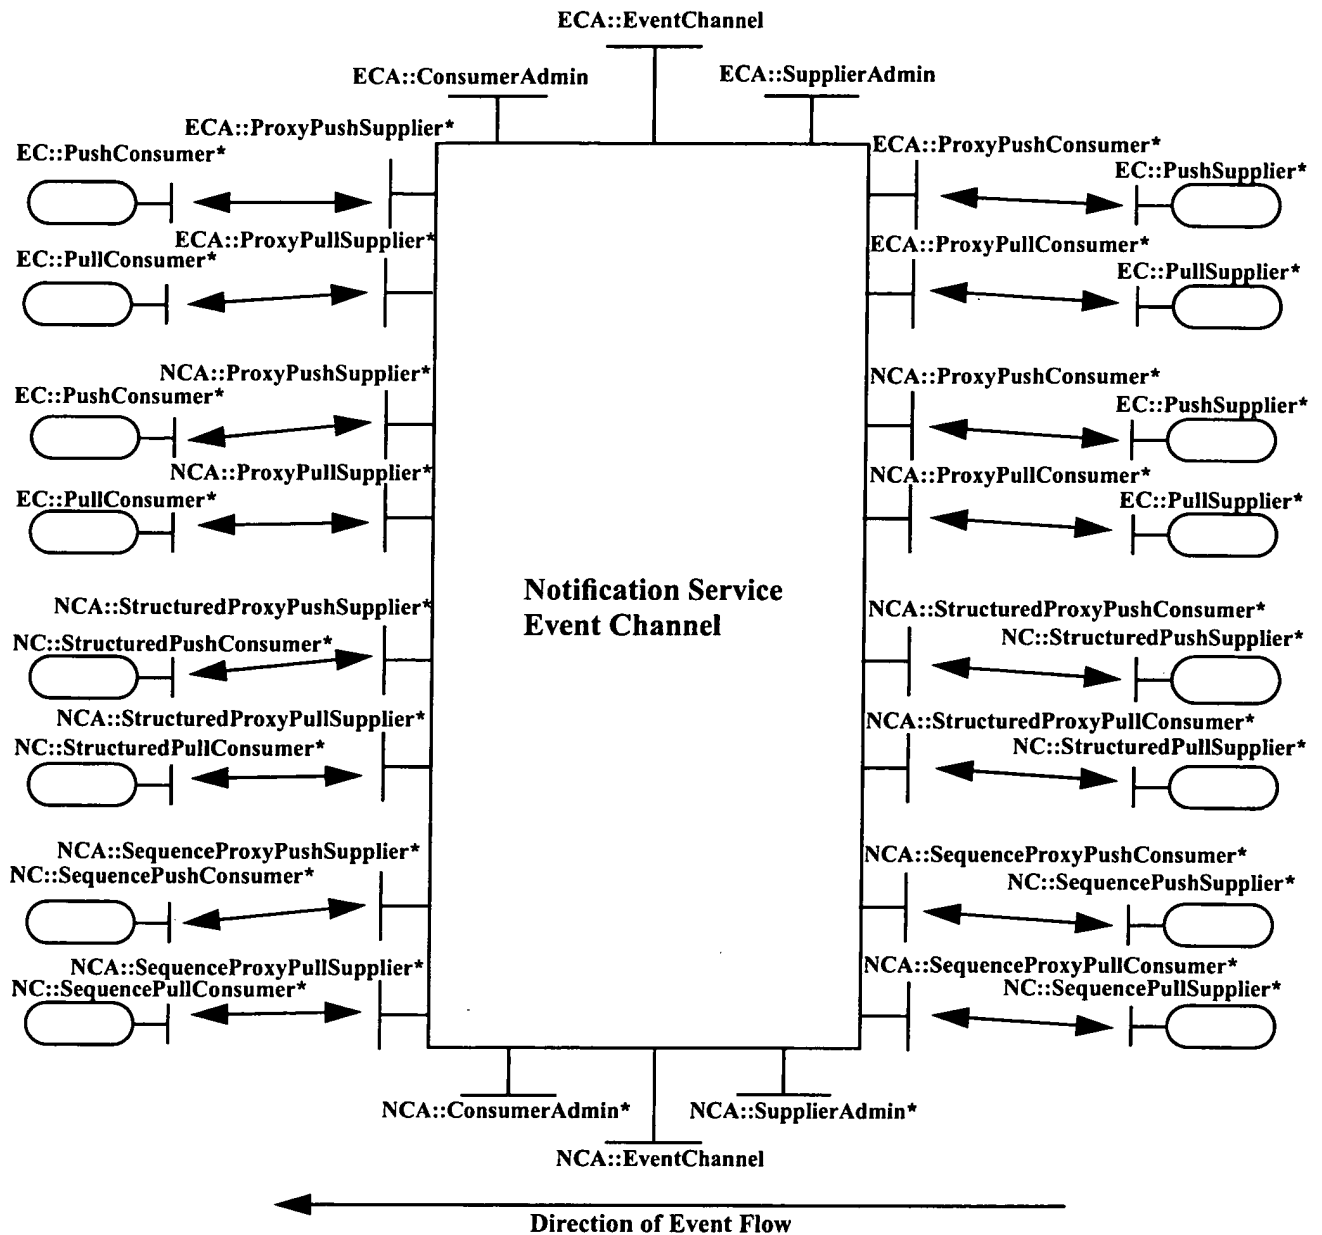 ECA::EventChannel
ECA::ConsumerAdmin
ECA::SupplierAdmin
ECA::ProxyPushSupplier*
EC::PushConsumer*
ECA::ProxyPushConsumer*
EC::PushSupplier*
ECA::ProxyPullSupplier*
EC::PullConsumer*
ECA::ProxyPullConsumer*
EC::PullSupplier*
NCA::ProxyPushSupplier*
EC::PushConsumer*
NCA::ProxyPushConsumer*
EC::PushSupplier*
NCA::ProxyPullSupplier*
EC::PullConsumer*
NCA::ProxyPullConsumer*
EC::PullSupplier*
Notification Service
Event Channel
NCA::StructuredProxyPushSupplier*
NC::StructuredPushConsumer*
NCA::StructuredProxyPushConsumer*
NC::StructuredPushSupplier*
NCA::StructuredProxyPullSupplier*
NC::StructuredPullConsumer*
NCA::StructuredProxyPullConsumer*
NC::StructuredPullSupplier*
NCA::SequenceProxyPushSupplier*
NC::SequencePushConsumer*
NCA::SequenceProxyPushConsumer*
NC::SequencePushSupplier*
NCA::SequenceProxyPullSupplier*
NC::SequencePullConsumer*
NCA::SequenceProxyPullConsumer*
NC::SequencePullSupplier*
NCA::ConsumerAdmin*
NCA::SupplierAdmin*
NCA::EventChannel
Direction of Event Flow